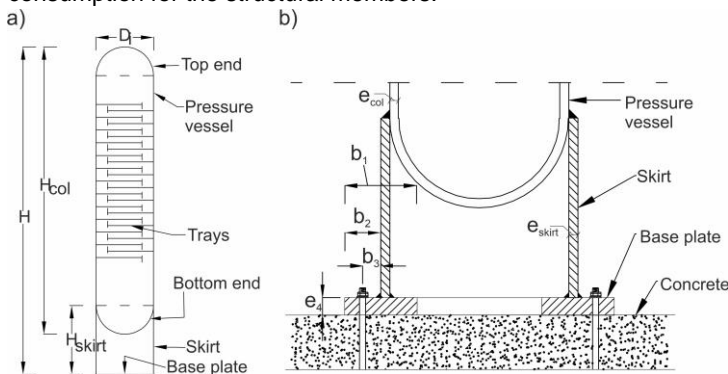 consumption for the structural members.
a)
Di
Top end
Pressure
vessel
H
Hcol
Trays
Bottom end
Hskirt
Skirt
Base plate
b)
ecol
Pressure
vessel
b1
b2
Skirt
eskirt
b3
Base plate
e4
Concrete